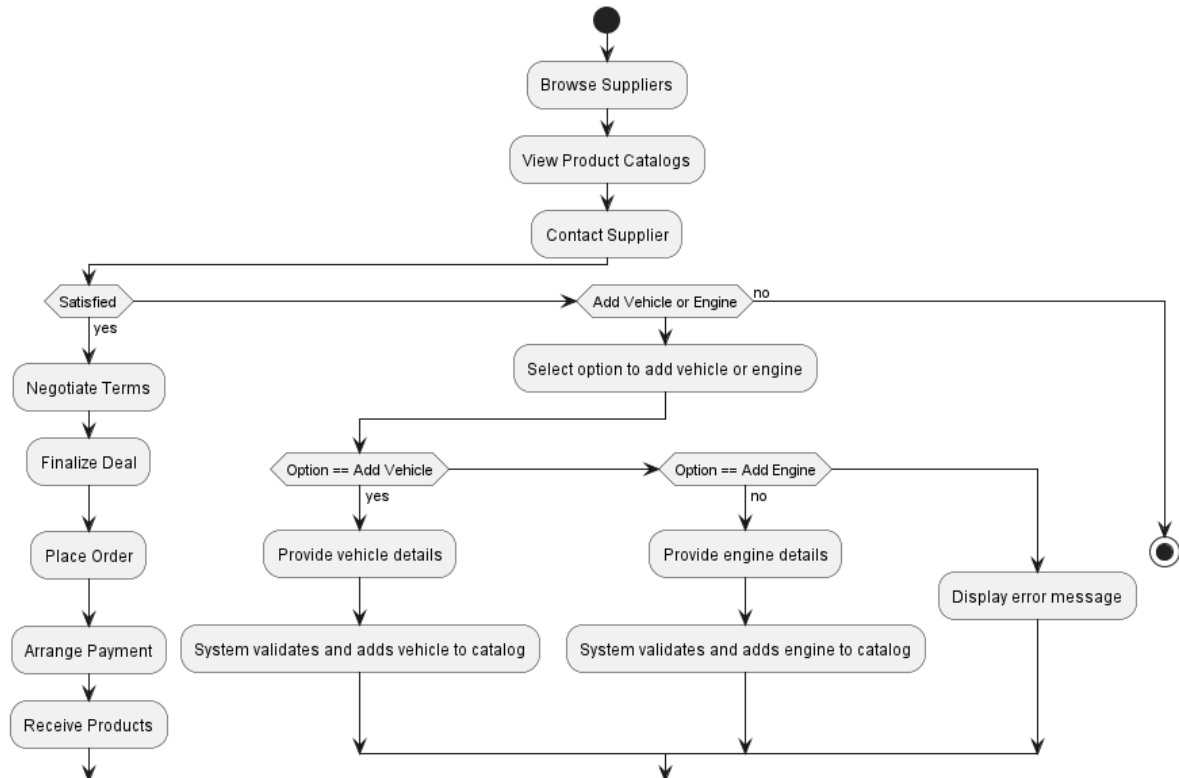 Browse Suppliers
View Product Catalogs
Contact Supplier
Satisfied
Add Vehicle or Engine
no
yes
Negotiate Terms
Select option to add vehicle or engine
Finalize Deal
Option == Add Vehicle
Option == Add Engine
yes
no
Place Order
Provide vehicle details
Provide engine details
Display error message
Arrange Payment
System validates and adds vehicle to catalog
System validates and adds engine to catalog
Receive Products